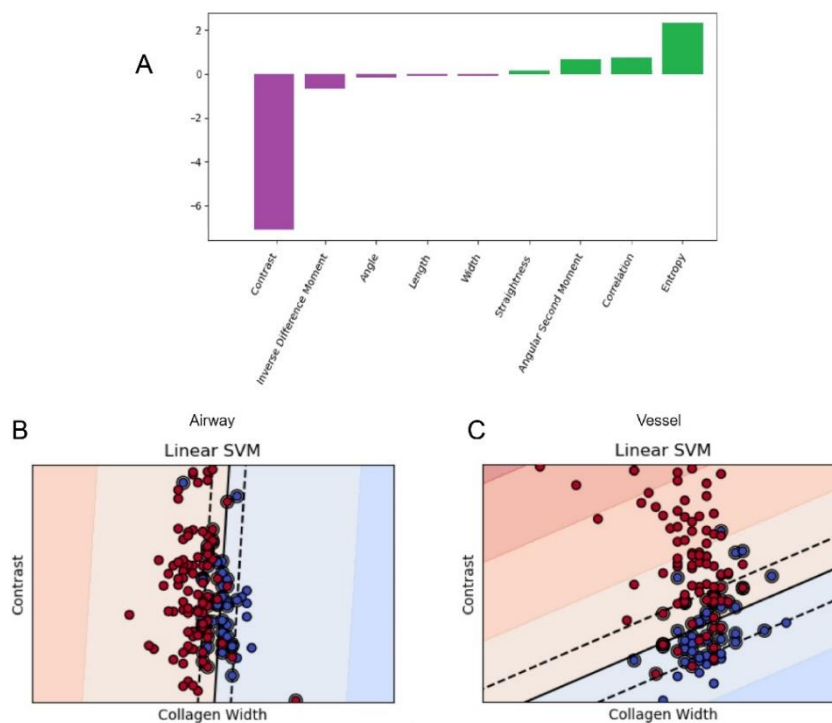 A
2
0
−2
−4
−6
Contrast
Inverse Difference Moment
Angle
Length
Width
Straightness
Angular Second Moment
Correlation
Entropy
B
Airway
Linear SVM
Contrast
Collagen Width
C
Vessel
Linear SVM
Contrast
Collagen Width